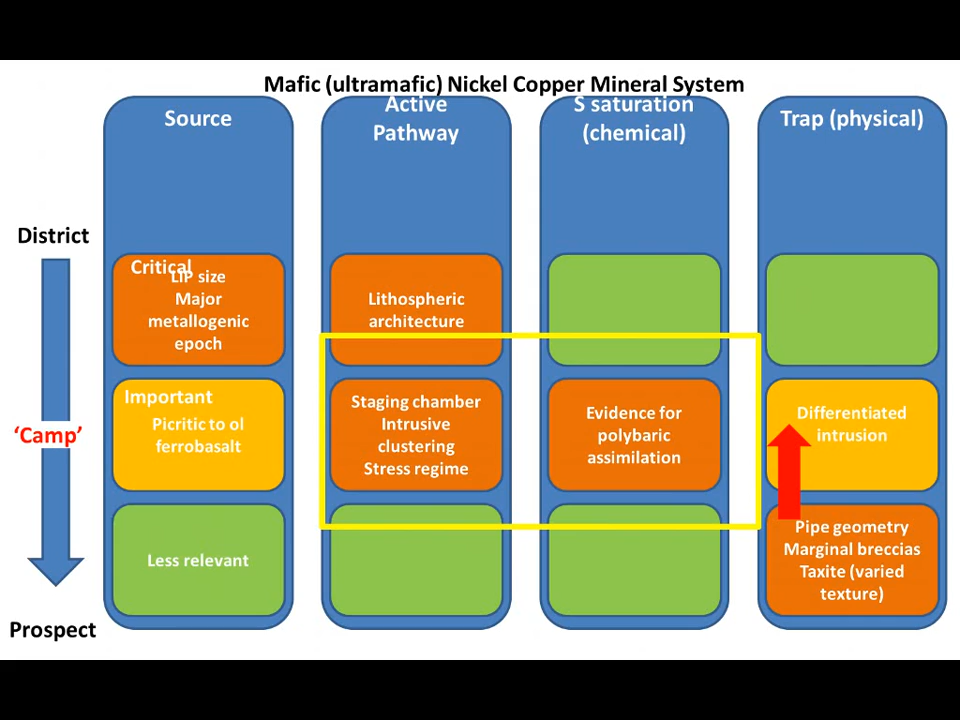 Mafic (ultramafic) Nickel Copper Mineral System
Source
Active
Pathway
S saturation
(chemical)
Trap (physical)
District
Critical
LIP size
Major
metallogenic
epoch
Lithospheric
architecture
‘Camp’
Important
Picritic to ol
ferrobasalt
Staging chamber
Intrusive
clustering
Stress regime
Evidence for
polybaric
assimilation
Differentiated
intrusion
Less relevant
Pipe geometry
Marginal breccias
Taxite (varied
texture)
Prospect